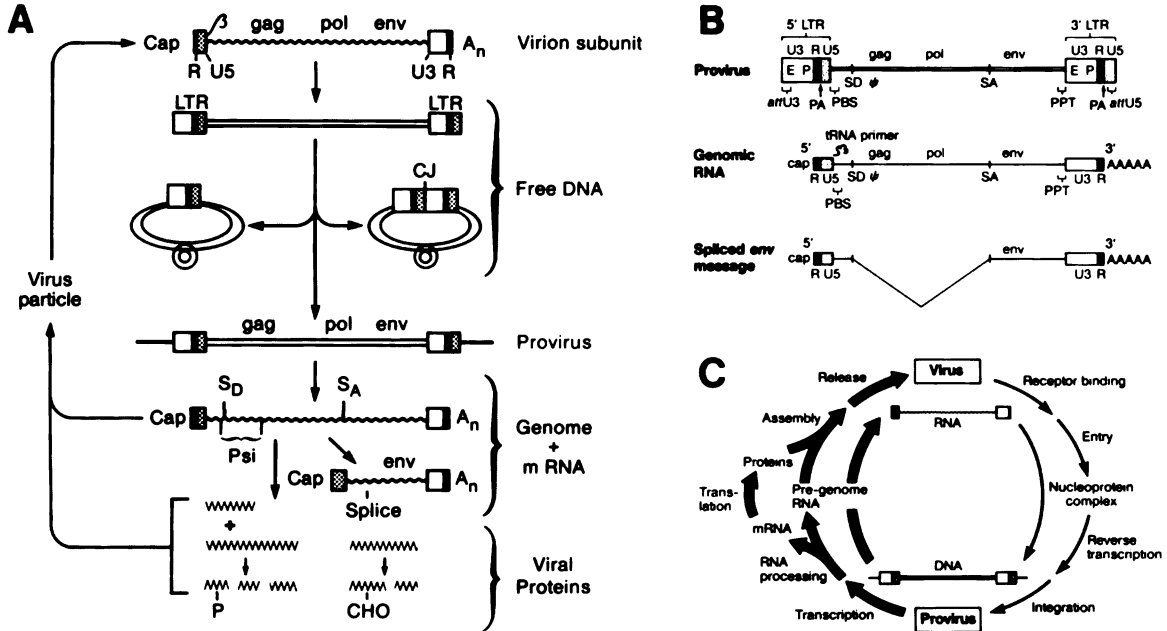 A
Cap
gag pol env
An
Virion subunit
R U5
U3 R
LTR LTR
CJ
Free DNA
Virus
particle
gag pol env
Provirus
SD SA
Cap
An
Psi
Genome
+
m RNA
Cap
env
An
Splice
+
Viral
Proteins
P
CHO
B
5' LTR 3' LTR
U3 R U5 gag pol env U3 R U5
Provirus
E P
SD ψ
SA
E P
attU3 PA PBS PPT PA attU5
tRNA primer
Genomic
RNA
5'
cap
gag pol env
3'
AAAAA
R U5 SD ψ SA U3 R
PBS
PPT
Spliced env
message
5'
cap
env
3'
AAAAA
R U5
U3 R
C
Virus
Release
Receptor binding
RNA
Assembly
Entry
Proteins
Nucleoprotein
complex
Trans-
lation
Pre-genome
RNA
mRNA
Reverse
transcription
RNA
processing
DNA
Transcription
Integration
Provirus